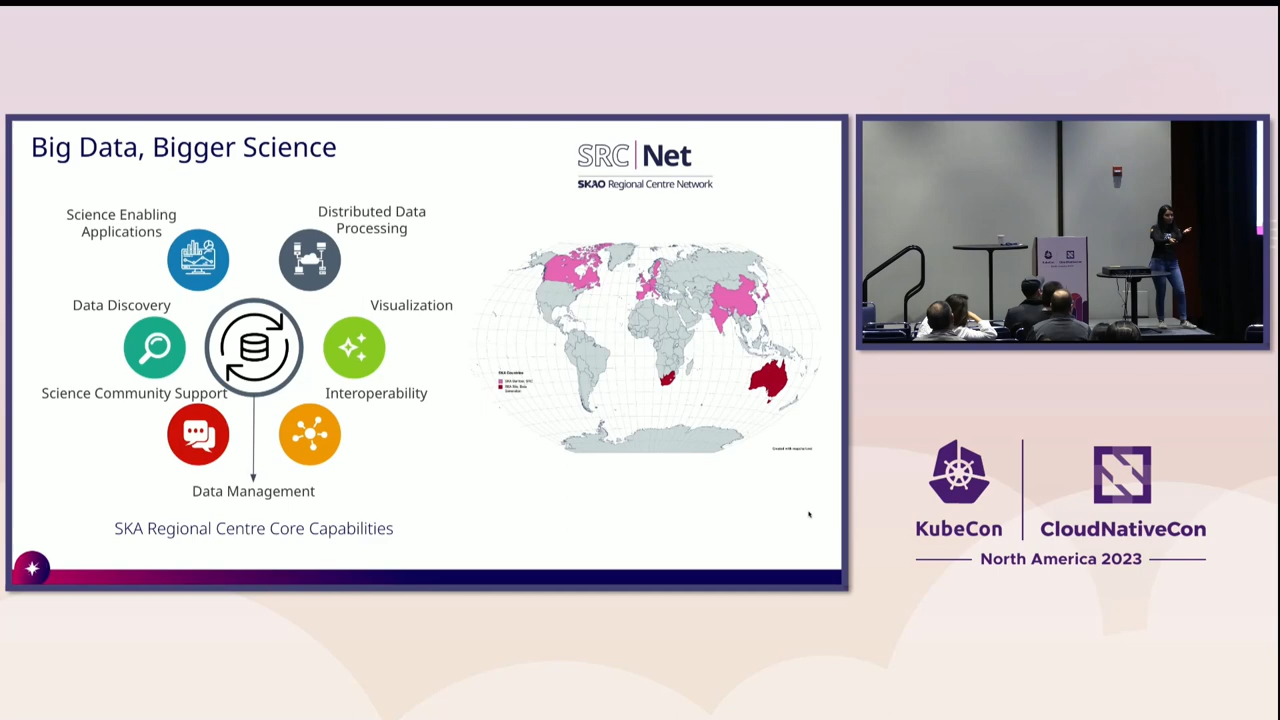 Big Data, Bigger Science
SRC Net
SKAO Regional Centre Network
Science Enabling
Applications
Distributed Data
Processing
Data Discovery
Visualization
Science Community Support
Interoperability
Data Management
SKA Regional Centre Core Capabilities
KubeCon
CloudNativeCon
North America 2023